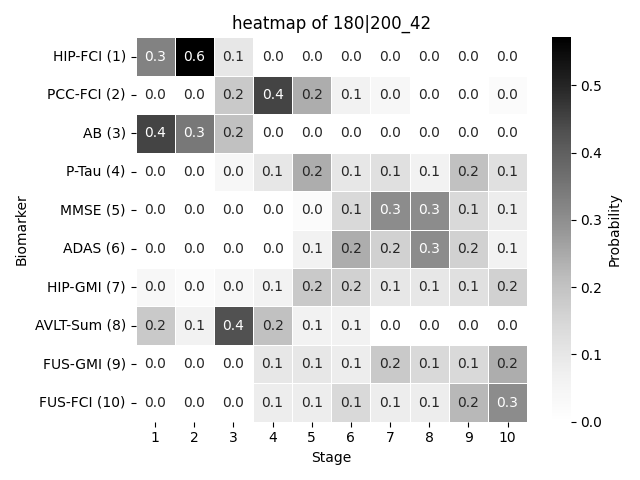 heatmap of 180|200_42
HIP-FCI (1) 0.3 0.6 0.1 0.0 0.0 0.0 0.0 0.0 0.0 0.0
PCC-FCI (2) 0.0 0.0 0.2 0.4 0.2 0.1 0.0 0.0 0.0 0.0
AB (3) 0.4 0.3 0.2 0.0 0.0 0.0 0.0 0.0 0.0 0.0
P-Tau (4) 0.0 0.0 0.0 0.1 0.2 0.1 0.1 0.1 0.2 0.1
MMSE (5) 0.0 0.0 0.0 0.0 0.0 0.1 0.3 0.3 0.1 0.1
ADAS (6) 0.0 0.0 0.0 0.0 0.1 0.2 0.2 0.3 0.2 0.1
HIP-GMI (7) 0.0 0.0 0.0 0.1 0.2 0.2 0.1 0.1 0.1 0.2
AVLT-Sum (8) 0.2 0.1 0.4 0.2 0.1 0.1 0.0 0.0 0.0 0.0
FUS-GMI (9) 0.0 0.0 0.0 0.1 0.1 0.1 0.2 0.1 0.1 0.2
FUS-FCI (10) 0.0 0.0 0.0 0.1 0.1 0.1 0.1 0.1 0.2 0.3
1 2 3 4 5 6 7 8 9 10
Stage
Biomarker
0.5
0.4
0.3
0.2
0.1
0.0
Probability